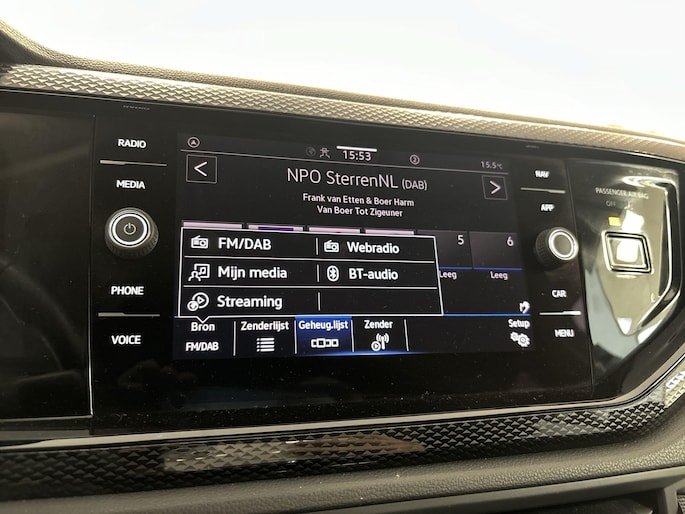 RADIO
MEDIA
PHONE
VOICE
15:53
2
15.5°C
NPO SterrenNL (DAB)
Frank van Etten & Boer Harm
Van Boer Tot Zigeuner
FM/DAB
Webradio
Mijn media
BT-audio
Streaming
5
6
Leeg
Leeg
Bron
FM/DAB
Zenderlijst
Geheug.lijst
Zender
Setup
NAV
APP
CAR
MENU
PASSENGER AIR BAG
OFF